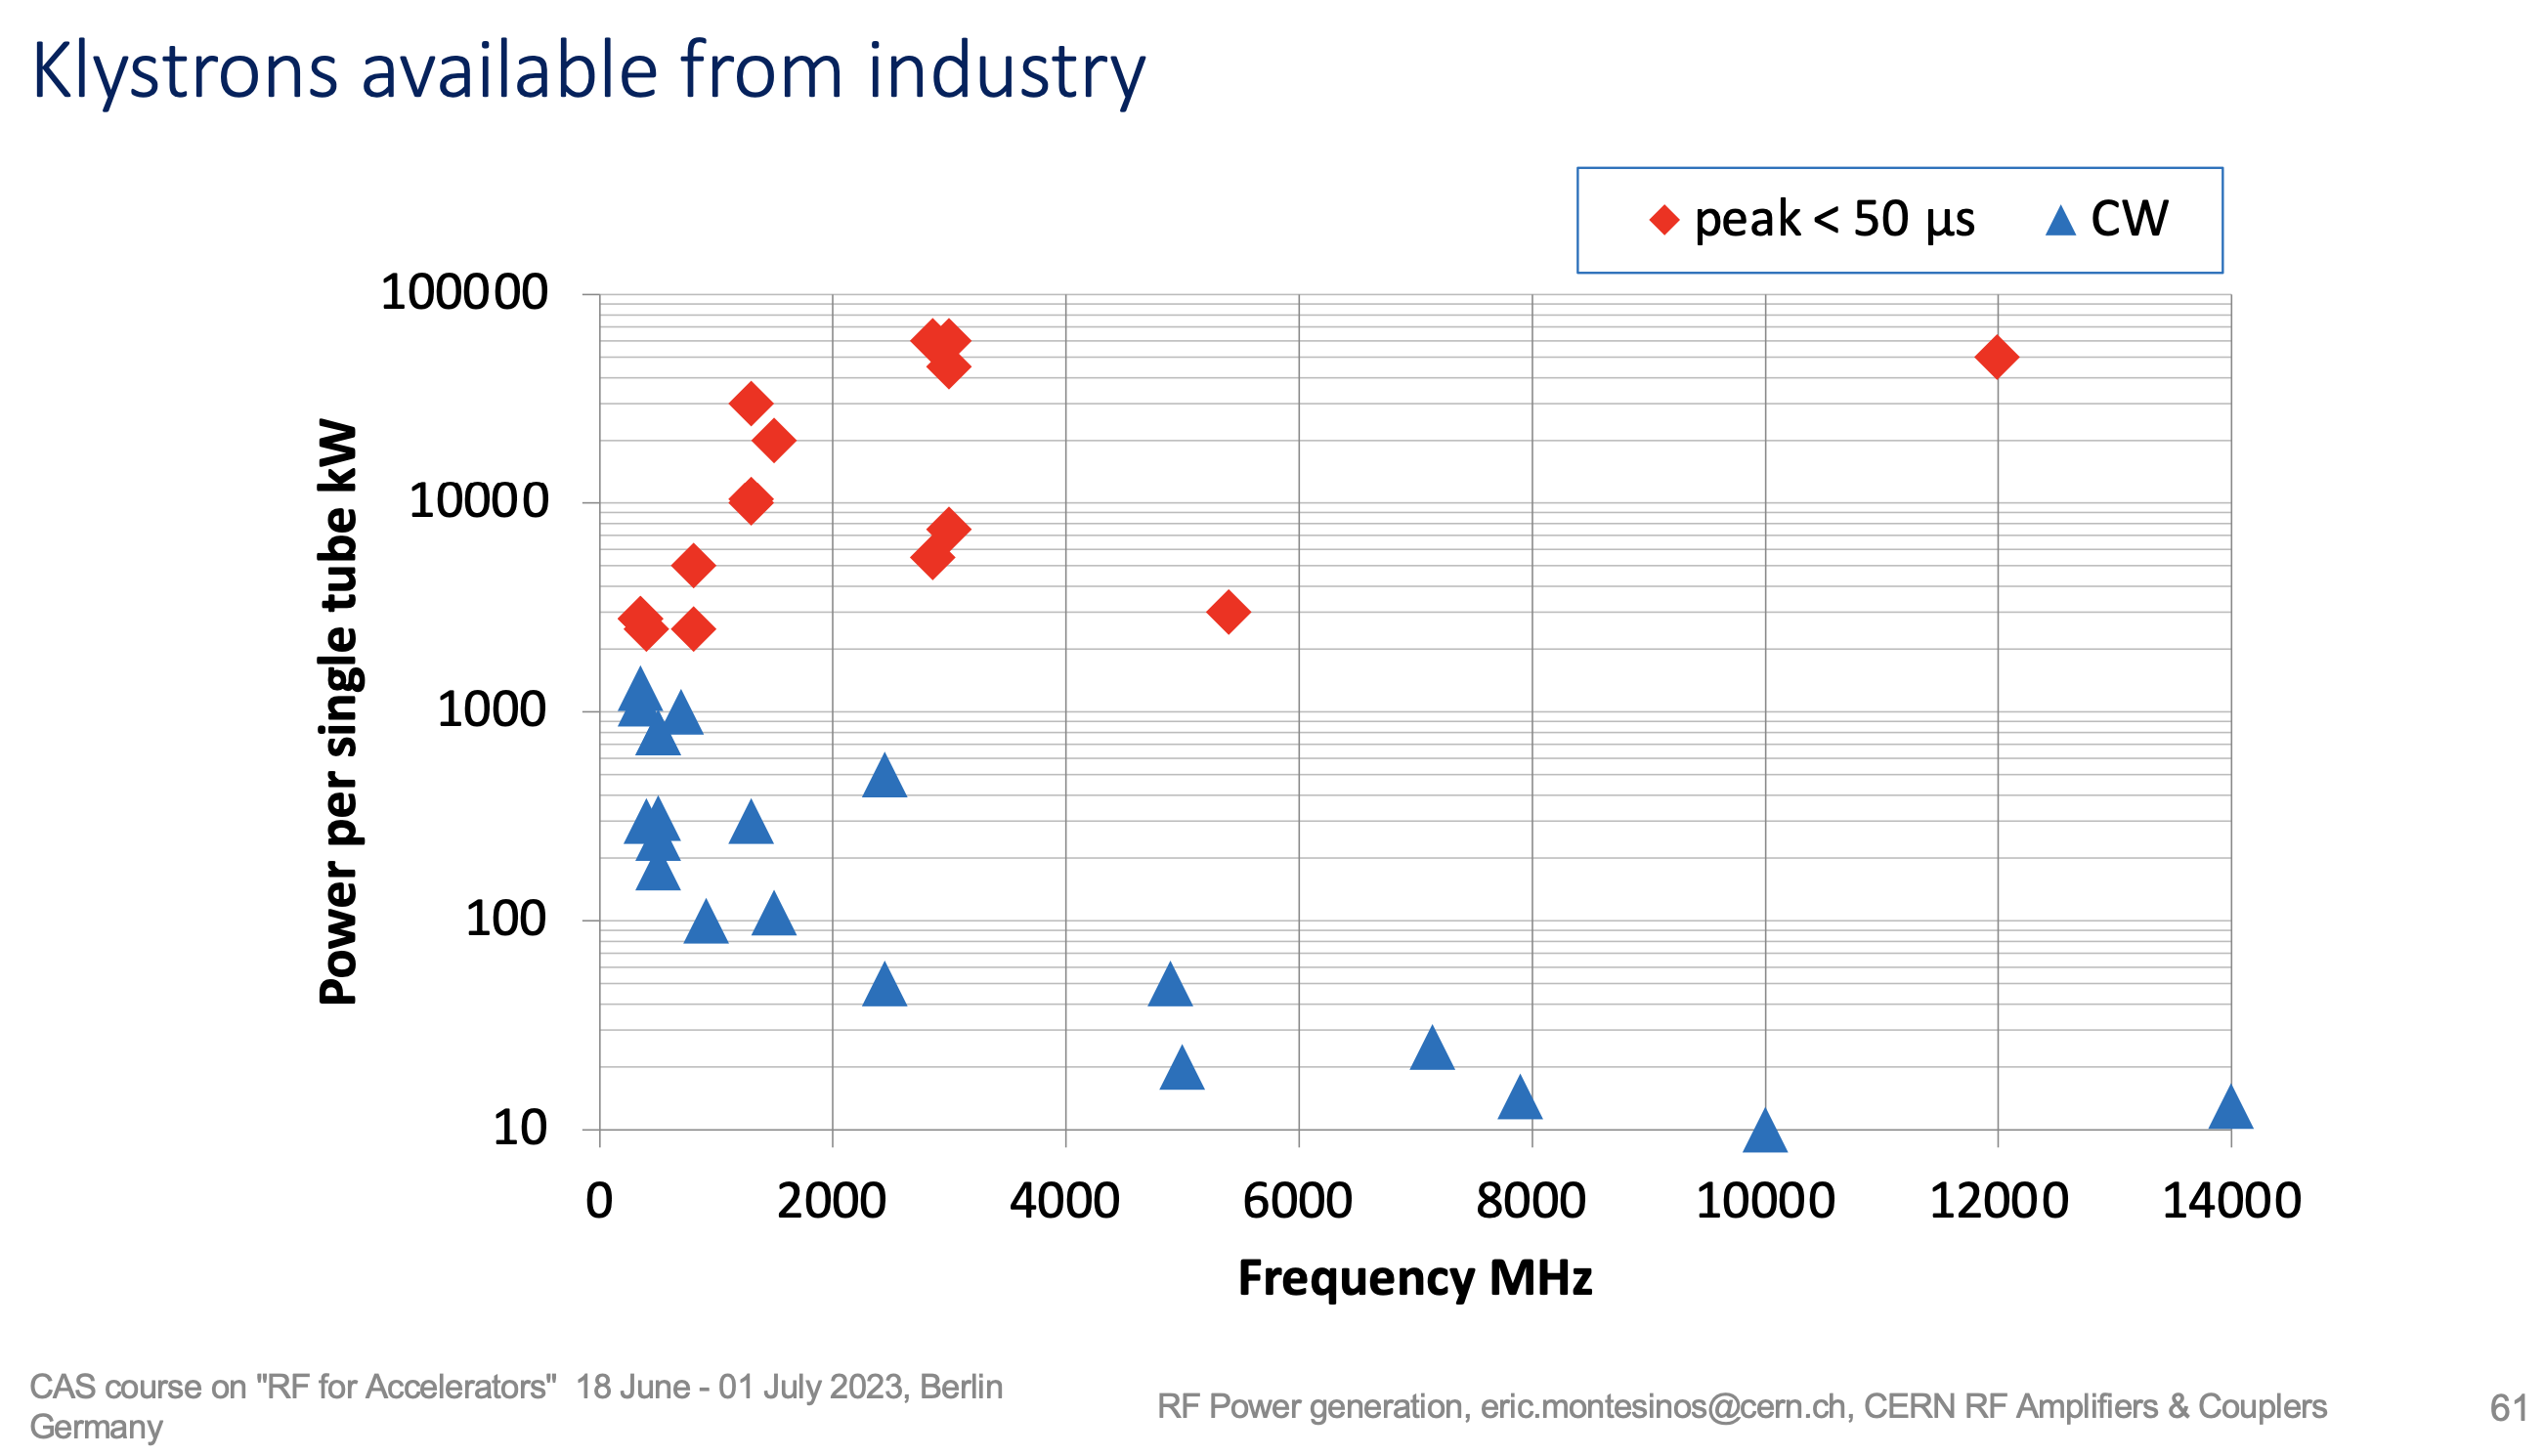 Klystrons available from industry
peak < 50 µs
CW
100000
10000
1000
100
10
Power per single tube kW
0
2000
4000
6000
8000
10000
12000
14000
Frequency MHz
CAS course on "RF for Accelerators" 18 June - 01 July 2023, Berlin
Germany
RF Power generation, eric.montesinos@cern.ch, CERN RF Amplifiers & Couplers
61